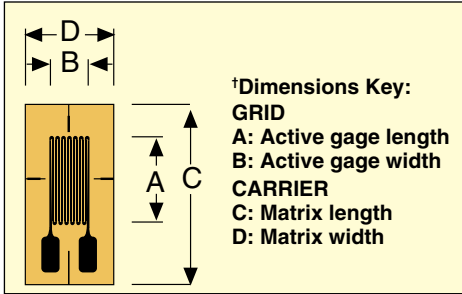 D
B
A
C
†Dimensions Key:
GRID
A: Active gage length
B: Active gage width
CARRIER
C: Matrix length
D: Matrix width